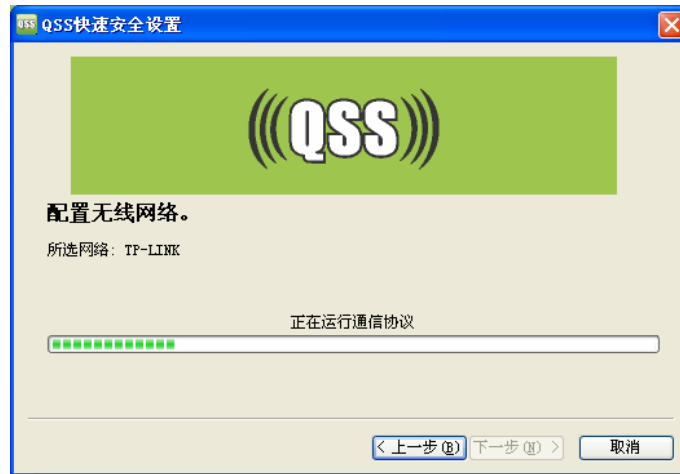 QSS QSS快速安全设置
(((QSS)))
配置无线网络。
所选网络: TP-LINK
正在运行通信协议
< 上一步(B) 下一步(N) > 取消